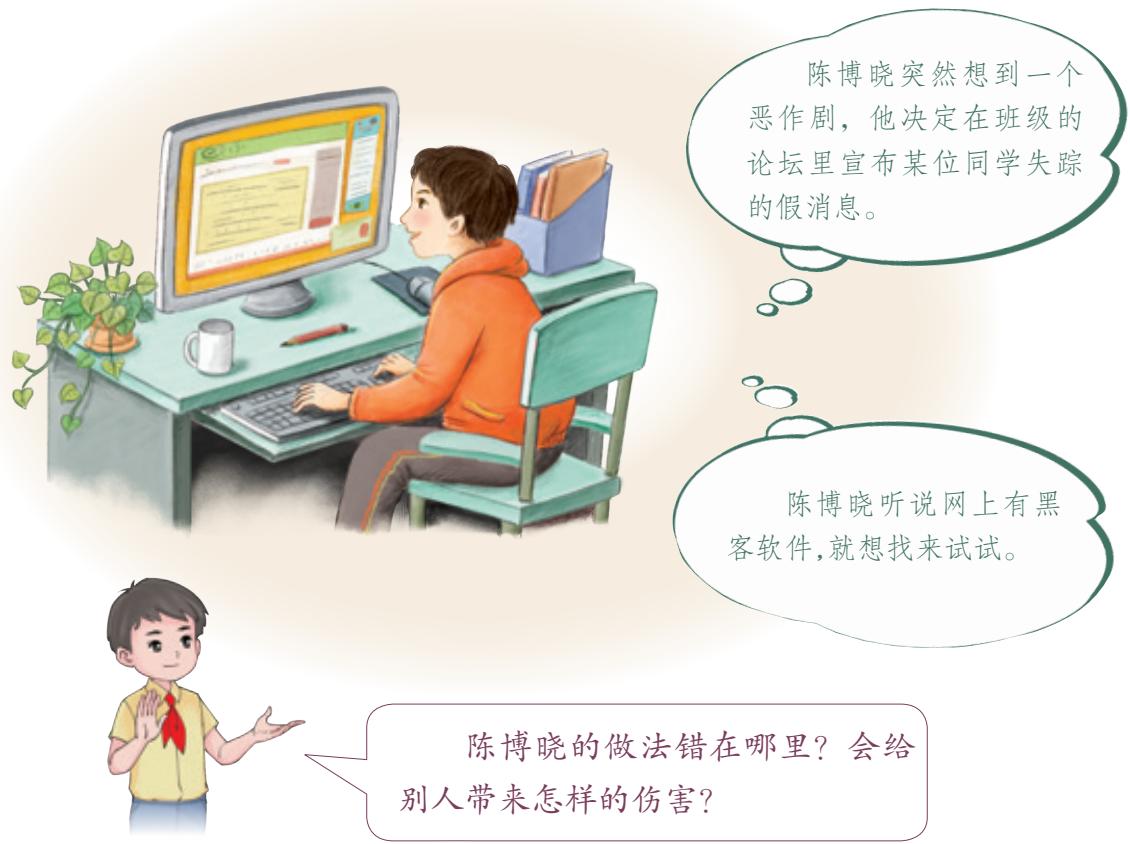 陈博晓突然想到一个
恶作剧，他决定在班级的
论坛里宣布某位同学失踪
的假消息。
陈博晓听说网上有黑
客软件,就想找来试试。
陈博晓的做法错在哪里？会给
别人带来怎样的伤害？